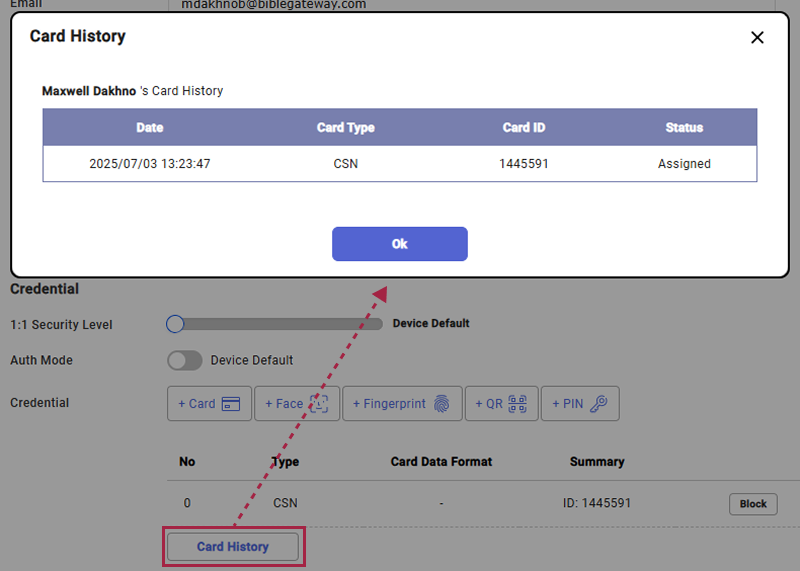 Email mdakhnob@biblegateway.com
Card History
Maxwell Dakhno 's Card History
Date Card Type Card ID Status
2025/07/03 13:23:47 CSN 1445591 Assigned
Ok
Credential
1:1 Security Level Device Default
Auth Mode Device Default
Credential + Card + Face + Fingerprint + QR + PIN
No Type Card Data Format Summary
0 CSN - ID: 1445591 Block
Card History